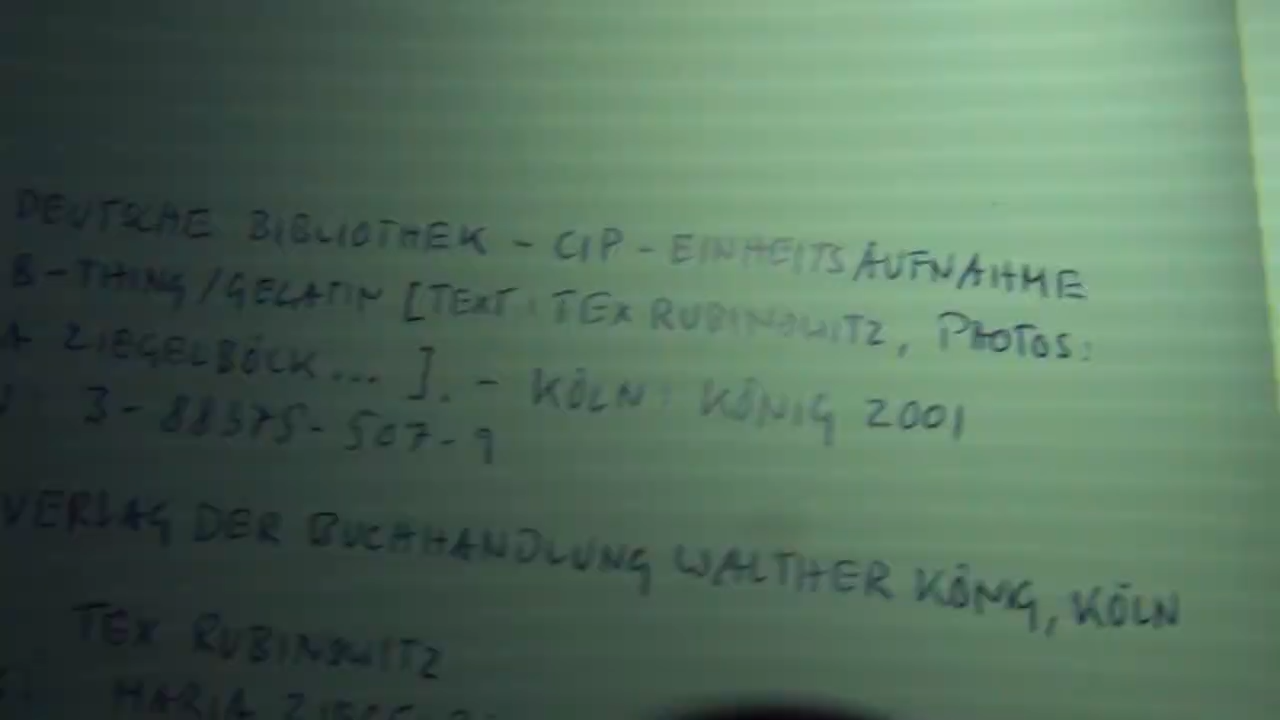 DEUTSCHE BIBLIOTHEK - CIP - EINHEITSAUFNAHME
B-THING/GELATIN [TEXT: TEX RUBINOWITZ, PHOTOS:
A ZIEGELBÖCK... ]. - KÖLN: KÖNIG 2001
3-88375-507-9
VERLAG DER BUCHHANDLUNG WALTHER KÖNIG, KÖLN
TEX RUBINOWITZ
MARIA